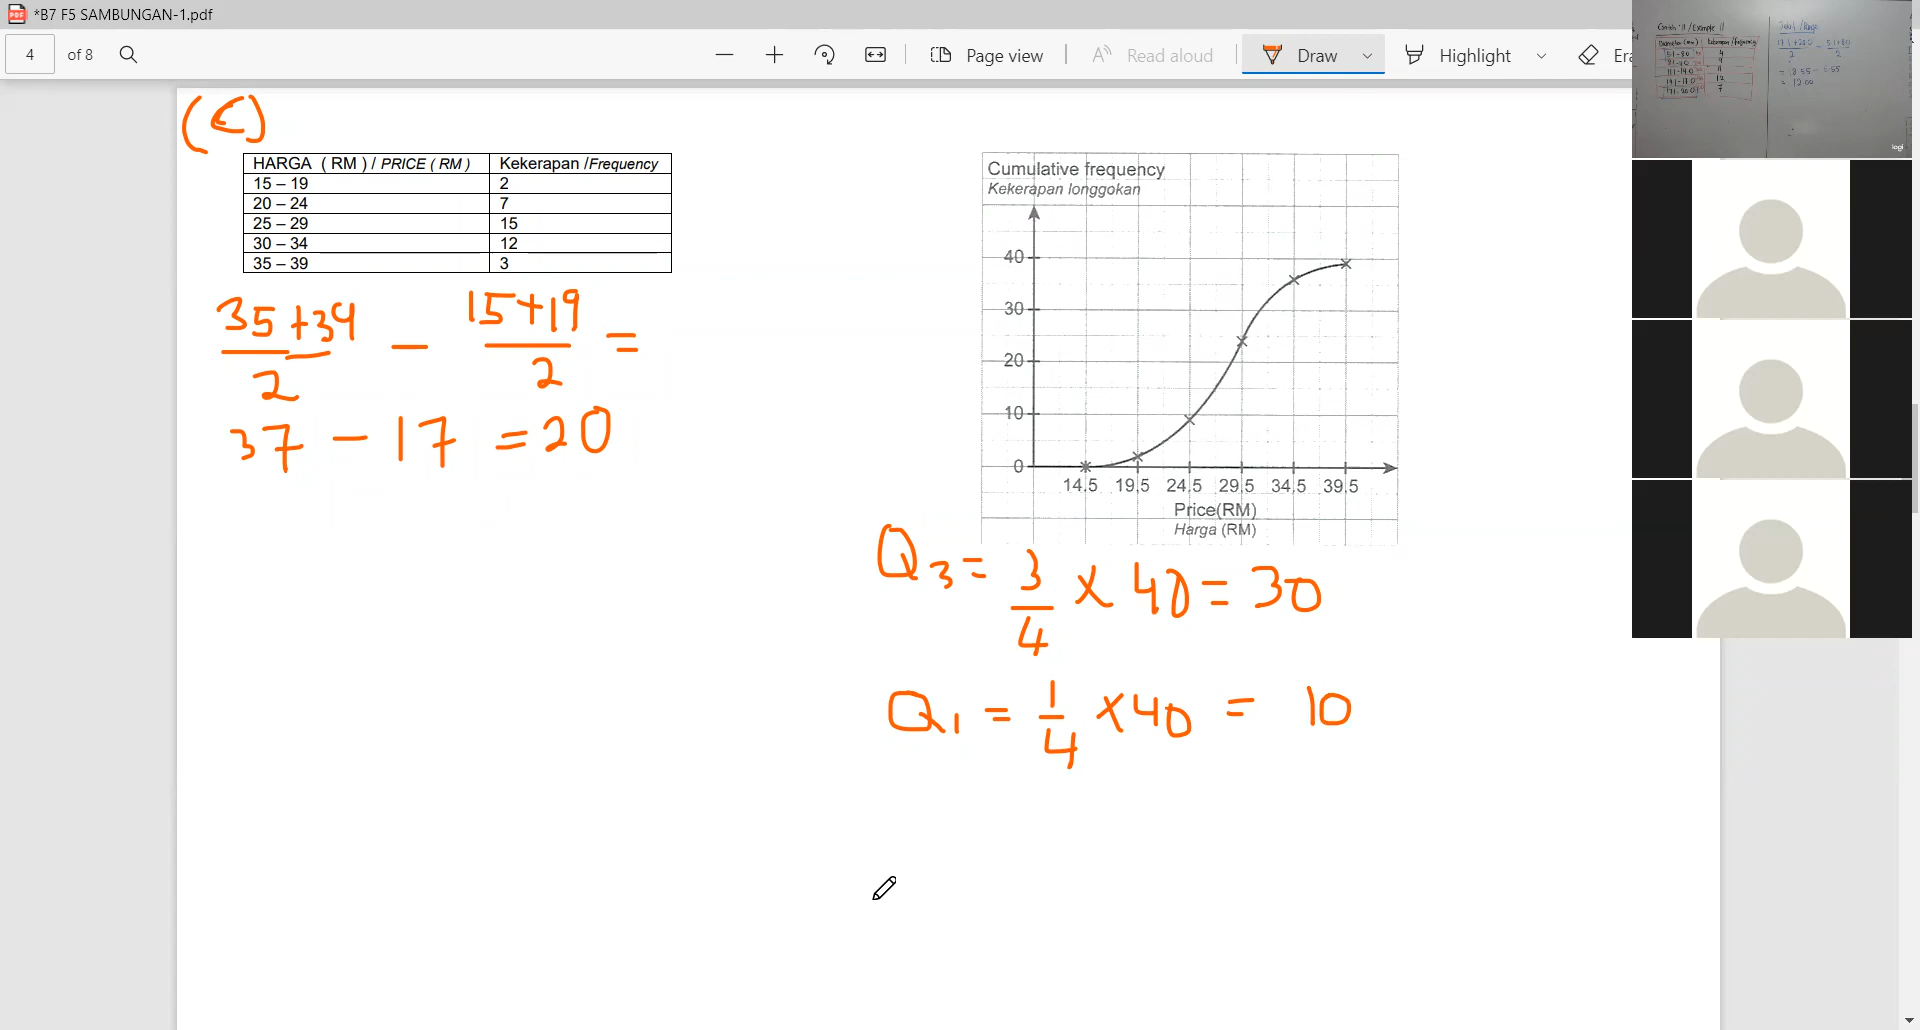 *B7 F5 SAMBUNGAN-1.pdf
4 of 8
Page view
Read aloud
Draw
Highlight
Era
(C)
HARGA ( RM ) / PRICE ( RM ) Kekerapan /Frequency
15 – 19 2
20 – 24 7
25 – 29 15
30 – 34 12
35 – 39 3
35+39/2 − 15+19/2 =
37 − 17 = 20
Cumulative frequency
Kekerapan longgokan
40
30
20
10
0
14.5 19.5 24.5 29.5 34.5 39.5
Price(RM)
Harga (RM)
Q3 = 3/4 × 40 = 30
Q1 = 1/4 × 40 = 10
logi